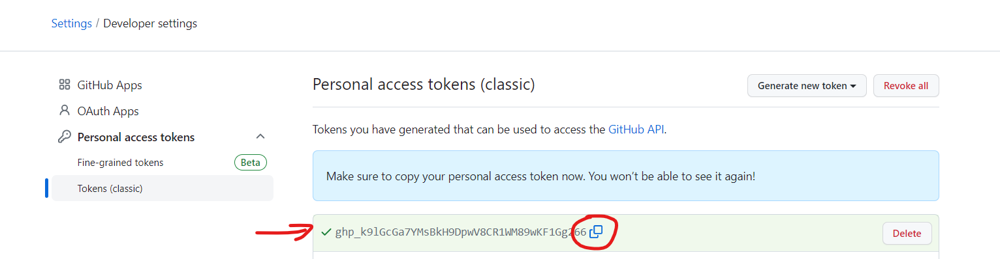 Settings / Developer settings
GitHub Apps
OAuth Apps
Personal access tokens
Fine-grained tokens Beta
Tokens (classic)
Personal access tokens (classic)
Generate new token
Revoke all
Tokens you have generated that can be used to access the GitHub API.
Make sure to copy your personal access token now. You won’t be able to see it again!
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
Delete